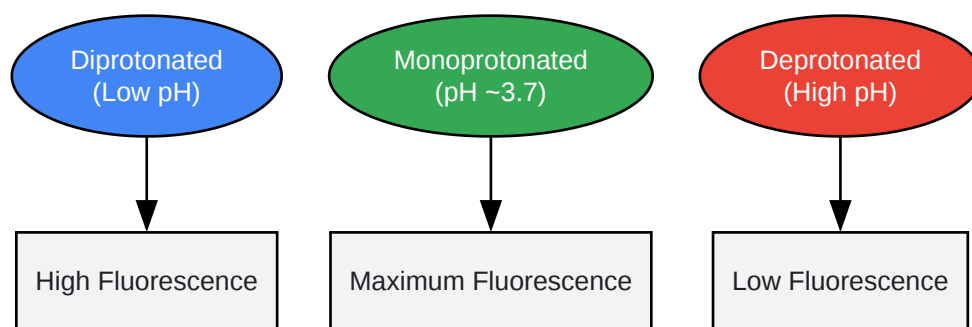 Diprotonated
(Low pH)
Monoprotonated
(pH ~3.7)
Deprotonated
(High pH)
High Fluorescence
Maximum Fluorescence
Low Fluorescence